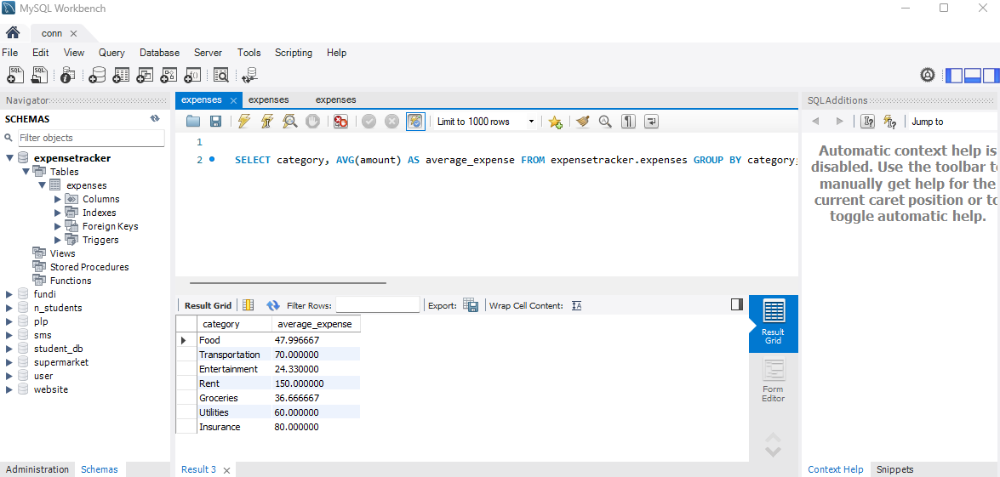 MySQL Workbench
conn
File Edit View Query Database Server Tools Scripting Help
Navigator
SCHEMAS
Filter objects
expensetracker
Tables
expenses
Columns
Indexes
Foreign Keys
Triggers
Views
Stored Procedures
Functions
fundi
n_students
plp
sms
student_db
supermarket
user
website
Administration Schemas
expenses expenses expenses
Limit to 1000 rows
1
2 SELECT category, AVG(amount) AS average_expense FROM expensetracker.expenses GROUP BY category;
Result Grid Filter Rows: Export: Wrap Cell Content:
category average_expense
Food 47.996667
Transportation 70.000000
Entertainment 24.330000
Rent 150.000000
Groceries 36.666667
Utilities 60.000000
Insurance 80.000000
Result
Grid
Form
Editor
Result 3
SQLAdditions
Jump to
Automatic context help is
disabled. Use the toolbar t
manually get help for the
current caret position or to
toggle automatic help.
Context Help Snippets